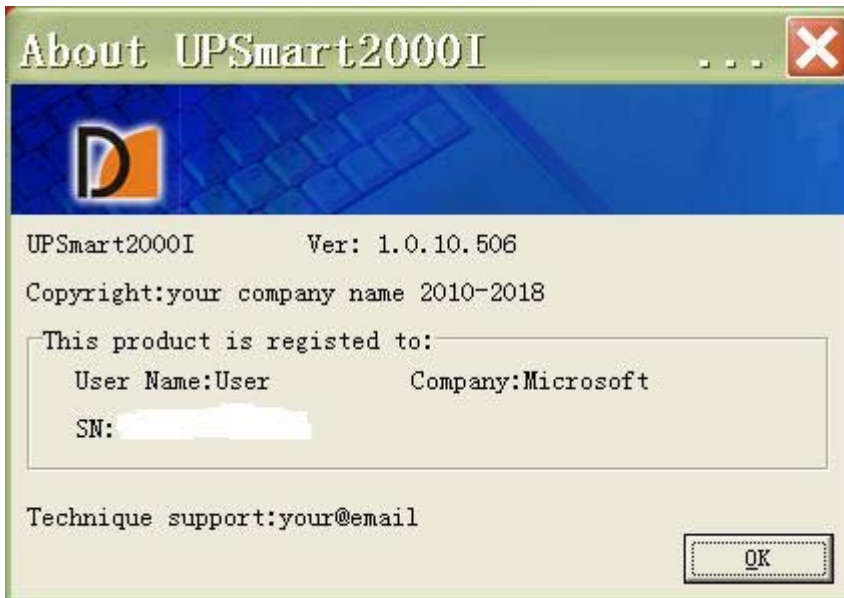 About UPSmart2000I ...
D
UPSmart2000I Ver: 1.0.10.506
Copyright:your company name 2010-2018
This product is registed to:
User Name:User Company:Microsoft
SN:
Technique support:your@email
OK